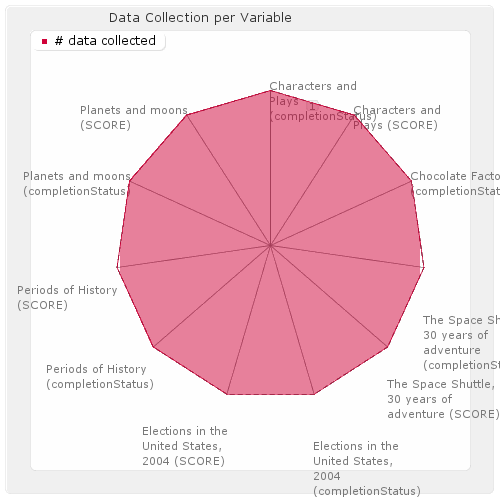 Data Collection per Variable
# data collected
Characters and
Plays
(completionStatus)
1
Characters and
Plays (SCORE)
Planets and moons
(SCORE)
Planets and moons
(completionStatus)
Chocolate Facto
(completionStat
Periods of History
(SCORE)
The Space Sh
30 years of
adventure
(completionSt
Periods of History
(completionStatus)
The Space Shuttle,
30 years of
adventure (SCORE)
Elections in the
United States,
2004 (SCORE)
Elections in the
United States,
2004
(completionStatus)